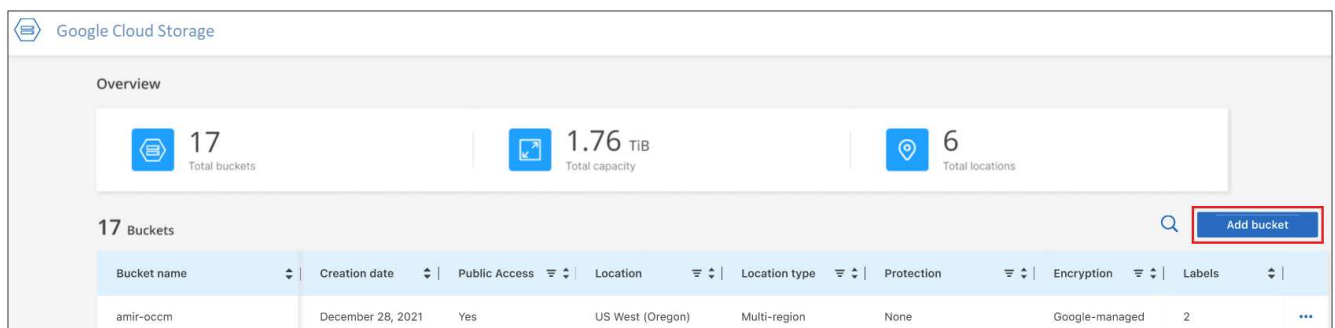 Google Cloud Storage
Overview
17 1.76 TiB 6
Total buckets Total capacity Total locations
17 Buckets Add bucket
Bucket name Creation date Public Access Location Location type Protection Encryption Labels
amir-occm December 28, 2021 Yes US West (Oregon) Multi-region None Google-managed 2